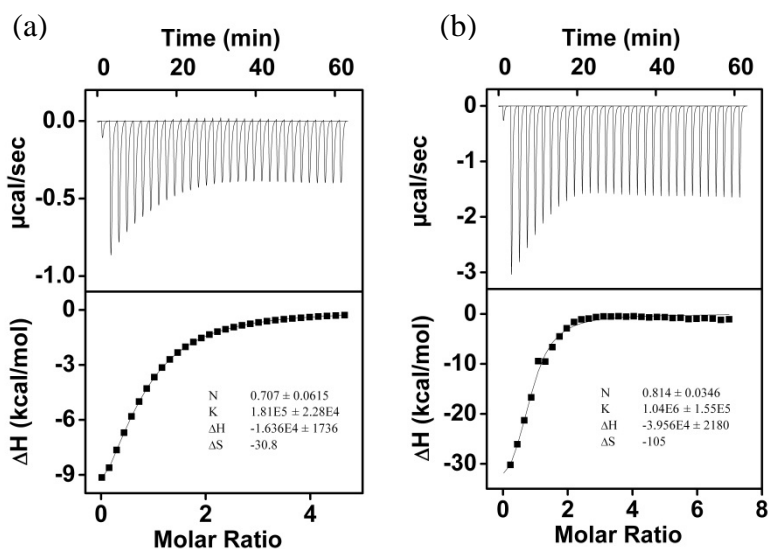 (a)
Time (min)
0 20 40 60
0.0
-0.5
-1.0
µcal/sec
0
-3
-6
-9
ΔH (kcal/mol)
N 0.707 ± 0.0615
K 1.81E5 ± 2.28E4
ΔH -1.636E4 ± 1736
ΔS -30.8
0 2 4
Molar Ratio
(b)
Time (min)
0 20 40 60
0
-1
-2
-3
µcal/sec
0
-10
-20
-30
ΔH (kcal/mol)
N 0.814 ± 0.0346
K 1.04E6 ± 1.55E5
ΔH -3.956E4 ± 2180
ΔS -105
0 2 4 6 8
Molar Ratio